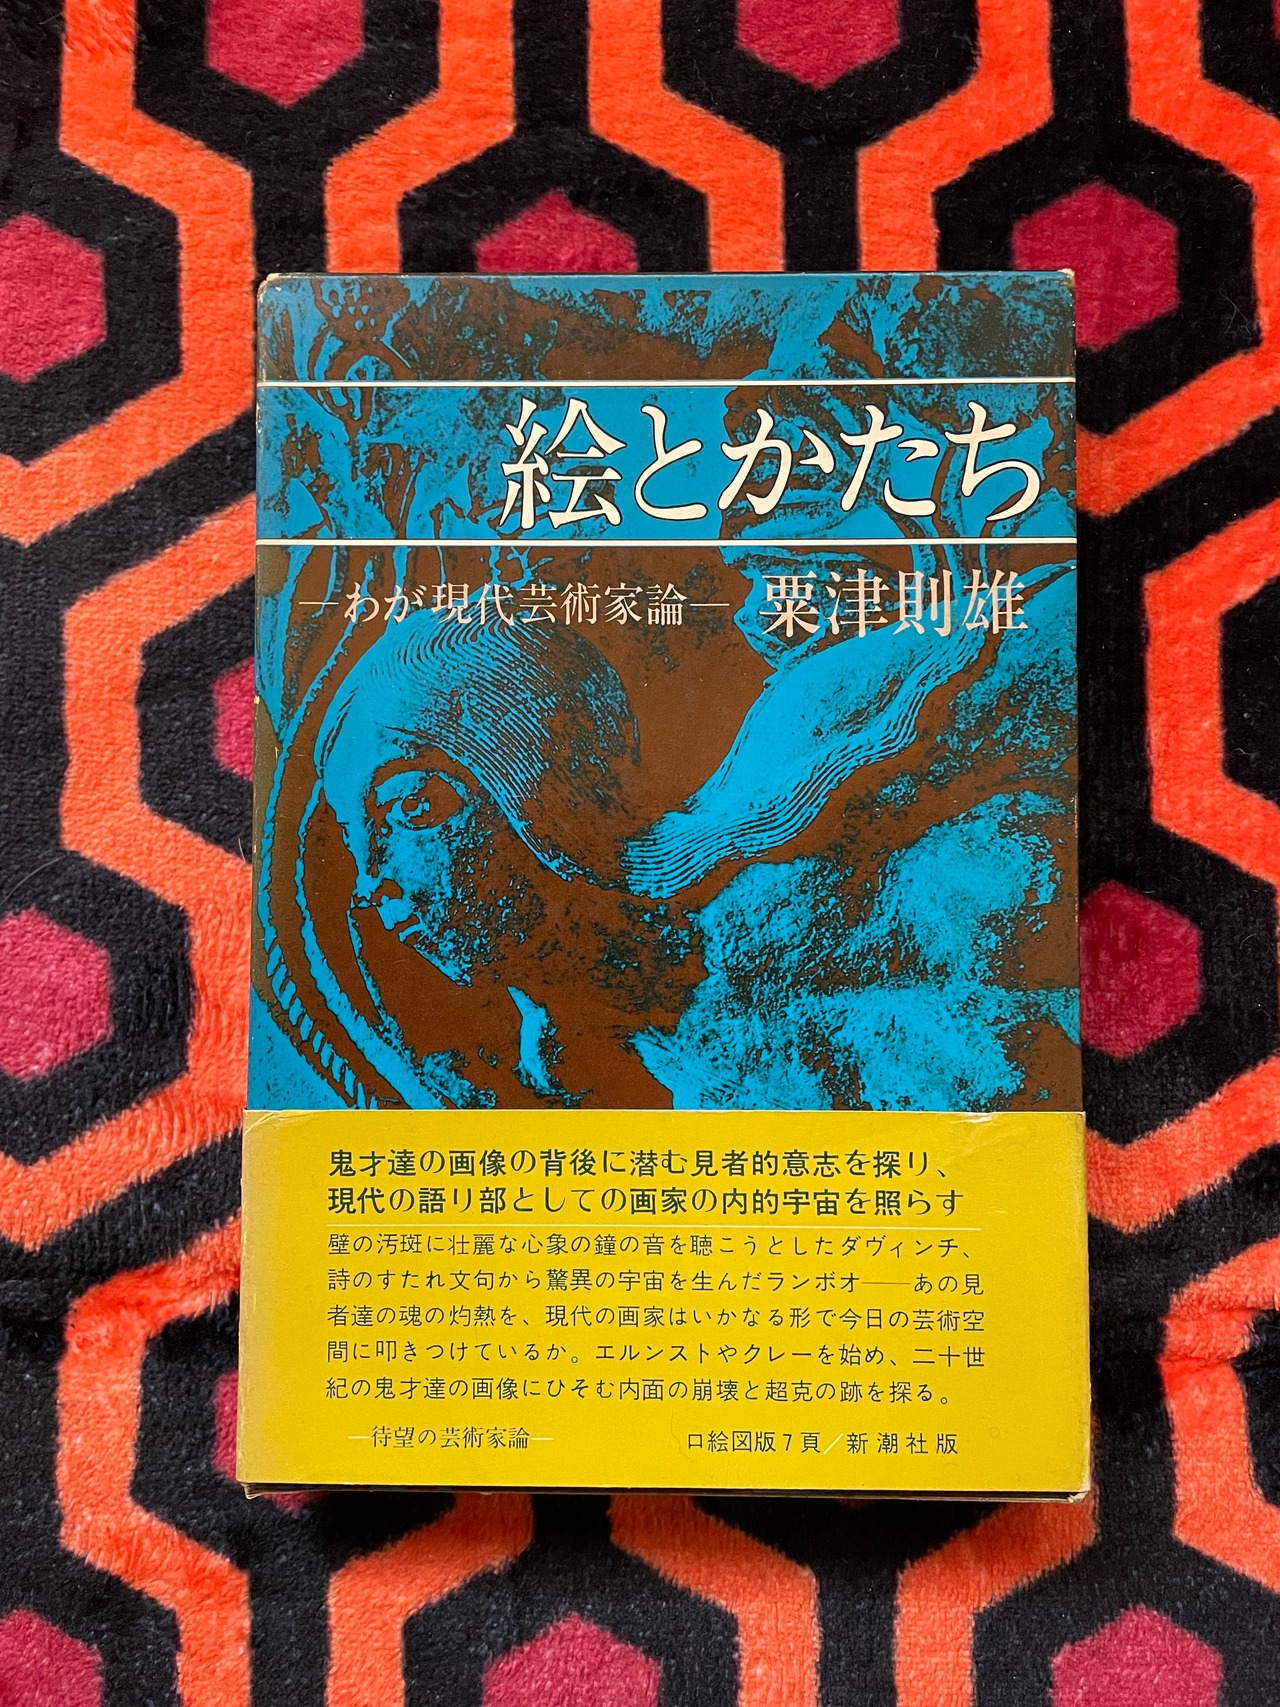 絵とかたち
―わが現代芸術家論― 粟津則雄
鬼才達の画像の背後に潜む見者的意志を探り、
現代の語り部としての画家の内的宇宙を照らす
壁の汚斑に壮麗な心象の鐘の音を聴こうとしたダヴィンチ、
詩のすたれ文句から驚異の宇宙を生んだランボオ――あの見
者達の魂の灼熱を、現代の画家はいかなる形で今日の芸術空
間に叩きつけているか。エルンストやクレーを始め、二十世
紀の鬼才達の画像にひそむ内面の崩壊と超克の跡を探る。
―待望の芸術家論― 口絵図版7頁/新潮社版